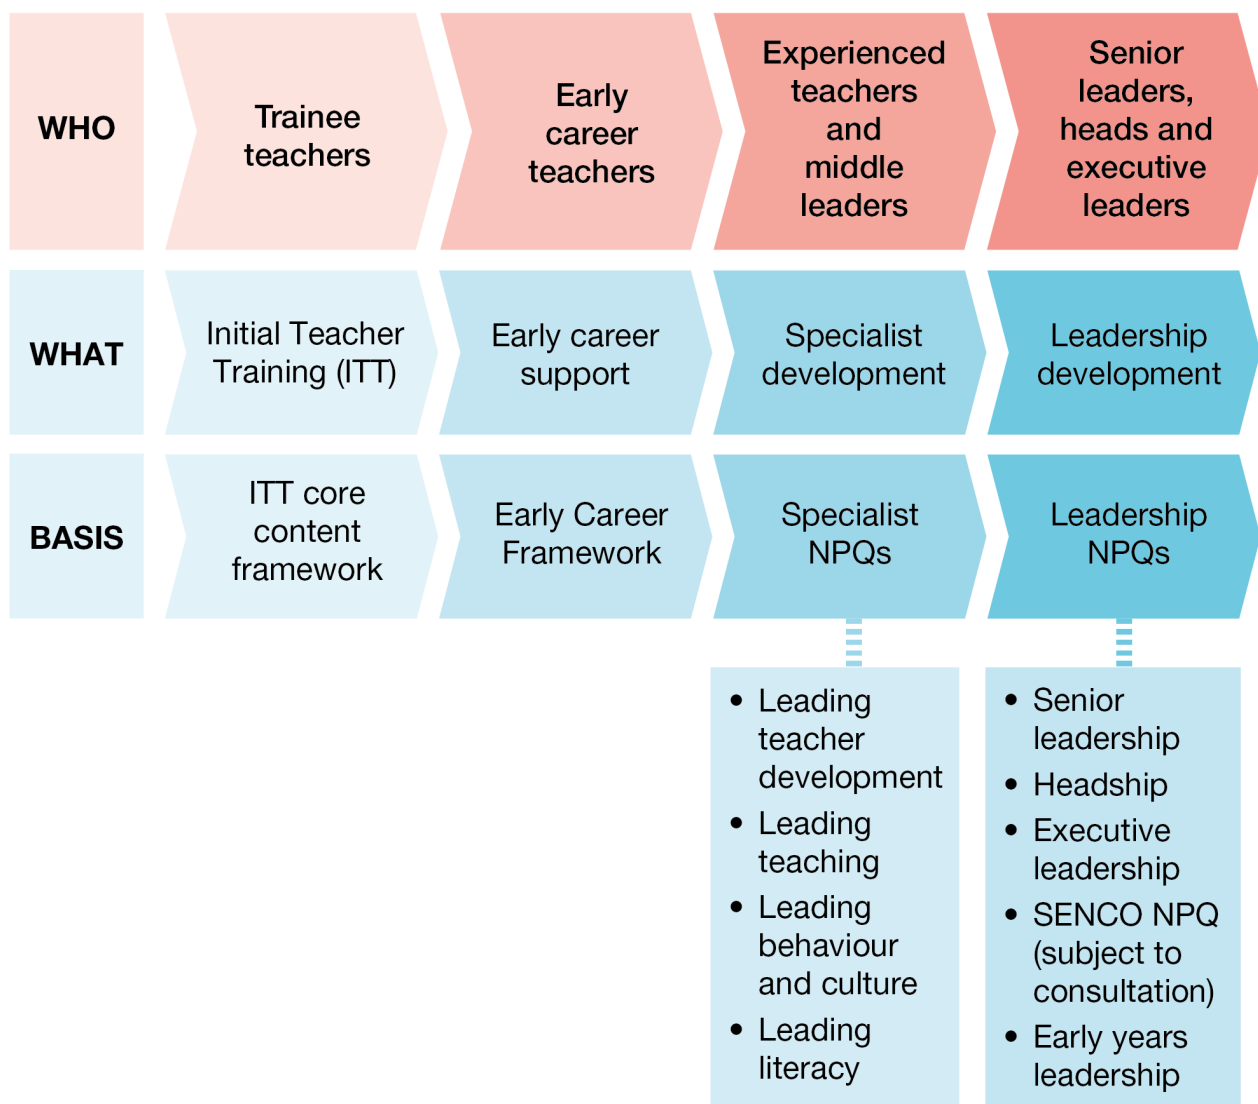 WHO
Trainee
teachers
Early
career
teachers
Experienced
teachers
and
middle
leaders
Senior
leaders,
heads and
executive
leaders
WHAT
Initial Teacher
Training (ITT)
Early career
support
Specialist
development
Leadership
development
BASIS
ITT core
content
framework
Early Career
Framework
Specialist
NPQs
Leadership
NPQs
• Leading
teacher
development
• Leading
teaching
• Leading
behaviour
and culture
• Leading
literacy
• Senior
leadership
• Headship
• Executive
leadership
• SENCO NPQ
(subject to
consultation)
• Early years
leadership